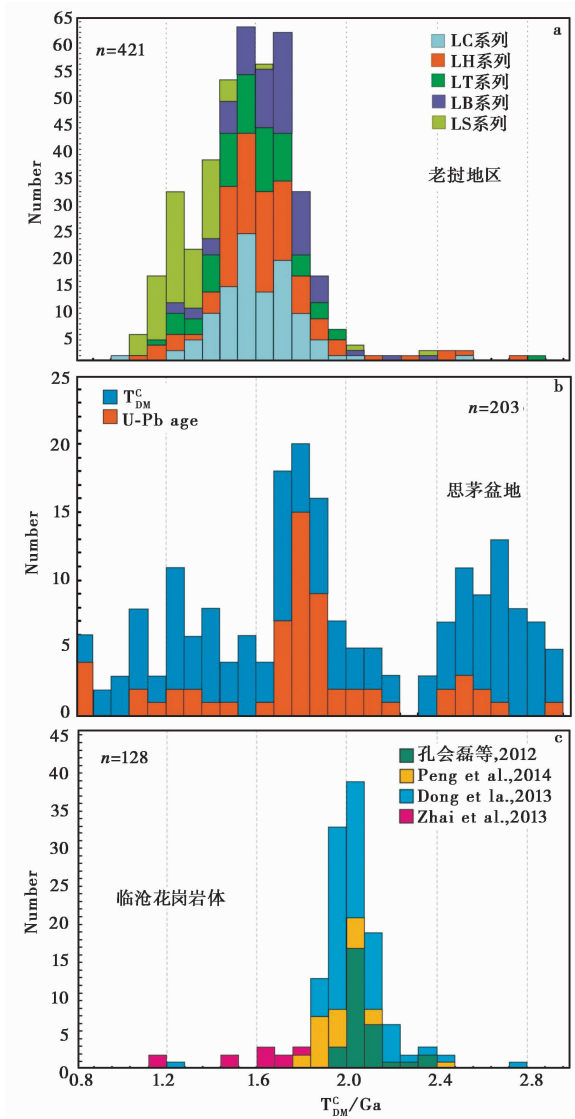 a
n=421
LC系列
LH系列
LT系列
LB系列
LS系列
老挝地区
Number
65
55
50
45
40
35
30
25
20
15
10
5
b
T^C_DM
U-Pb age
n=203
思茅盆地
Number
25
20
15
10
5
0
c
n=128
孔会磊等,2012
Peng et al.,2014
Dong et la.,2013
Zhai et al.,2013
临沧花岗岩体
Number
45
40
35
30
25
20
15
10
5
0
0.8 1.2 1.6 2.0 2.4 2.8
T^C_DM/Ga